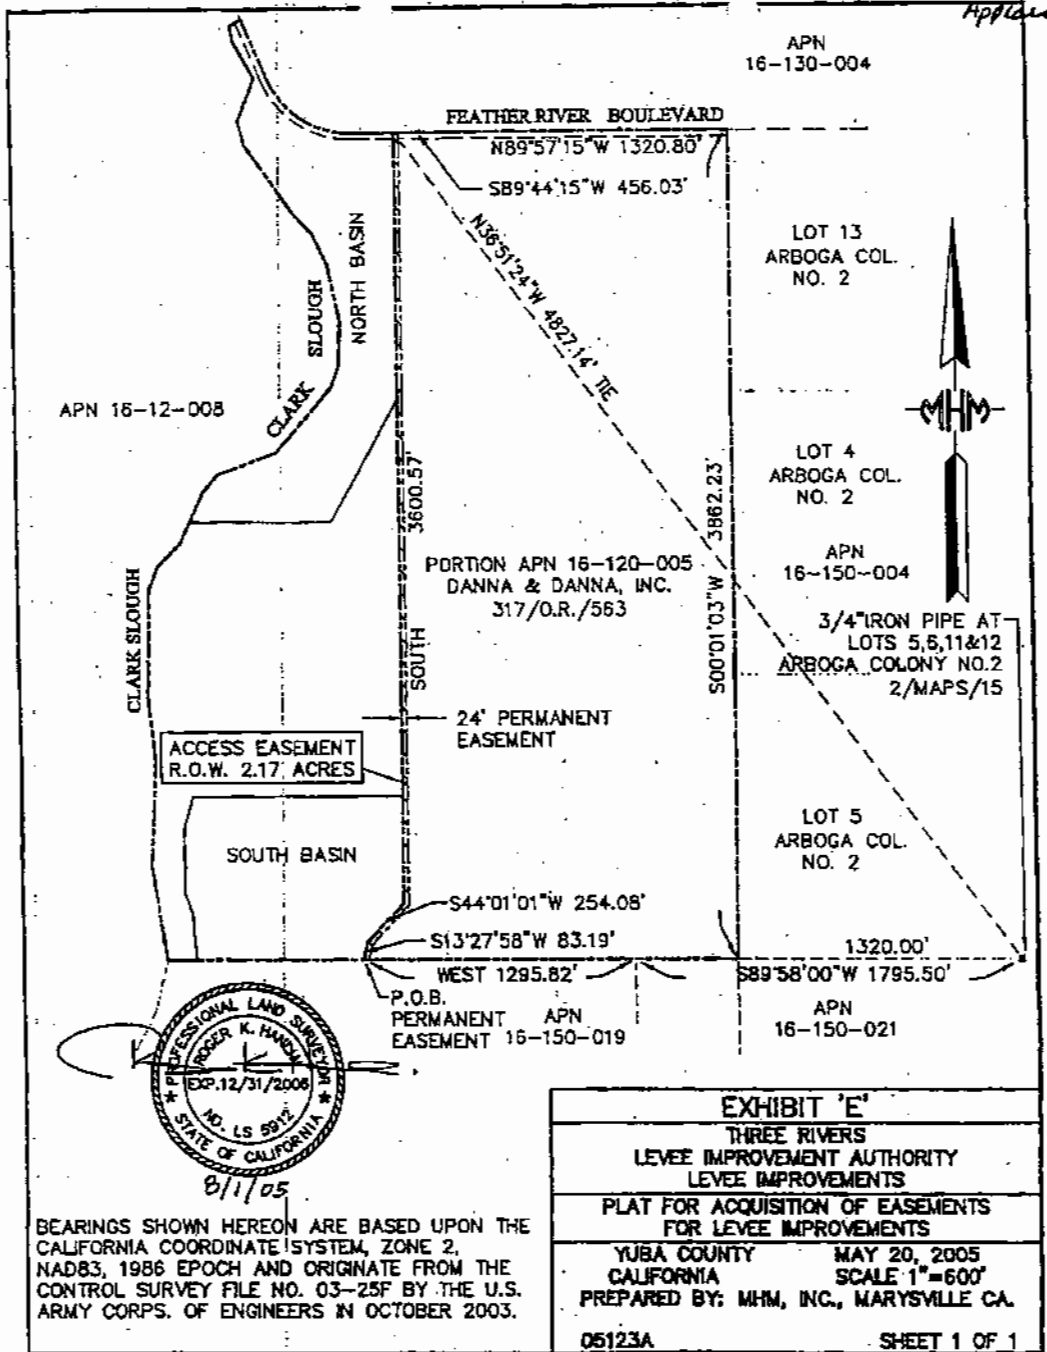 APN
16-130-004
FEATHER RIVER BOULEVARD
N89°57'15"W 1320.80'
S89°44'15"W 456.03'
N36°51'24"W 4827.14' TIE
LOT 13
ARBOGA COL.
NO. 2
NORTH BASIN
SLOUGH
CLARK
APN 16-12-008
MHM
LOT 4
ARBOGA COL.
NO. 2
3600.57'
SOUTH
3862.23'
S00°01'03"W
APN
16-150-004
PORTION APN 16-120-005
DANNA & DANNA, INC.
317/O.R./563
3/4"IRON PIPE AT
LOTS 5,6,11&12
ARBOGA COLONY NO.2
2/MAPS/15
CLARK SLOUGH
24' PERMANENT
EASEMENT
ACCESS EASEMENT
R.O.W. 2.17 ACRES
LOT 5
ARBOGA COL.
NO. 2
SOUTH BASIN
S44°01'01"W 254.08'
S13°27'58"W 83.19'
1320.00'
WEST 1295.82'
S89°58'00"W 1795.50'
P.O.B.
PERMANENT
EASEMENT
APN
16-150-019
APN
16-150-021
PROFESSIONAL LAND SURVEYOR
ROGER K.
EXP.12/31/2006
NO. LS 5912
STATE OF CALIFORNIA
8/1/05
BEARINGS SHOWN HEREON ARE BASED UPON THE
CALIFORNIA COORDINATE SYSTEM, ZONE 2,
NAD83, 1986 EPOCH AND ORIGINATE FROM THE
CONTROL SURVEY FILE NO. 03-25F BY THE U.S.
ARMY CORPS. OF ENGINEERS IN OCTOBER 2003.
EXHIBIT 'E'
THREE RIVERS
LEVEE IMPROVEMENT AUTHORITY
LEVEE IMPROVEMENTS
PLAT FOR ACQUISITION OF EASEMENTS
FOR LEVEE IMPROVEMENTS
YUBA COUNTY MAY 20, 2005
CALIFORNIA SCALE 1"=600'
PREPARED BY: MHM, INC., MARYSVILLE CA.
05123A SHEET 1 OF 1